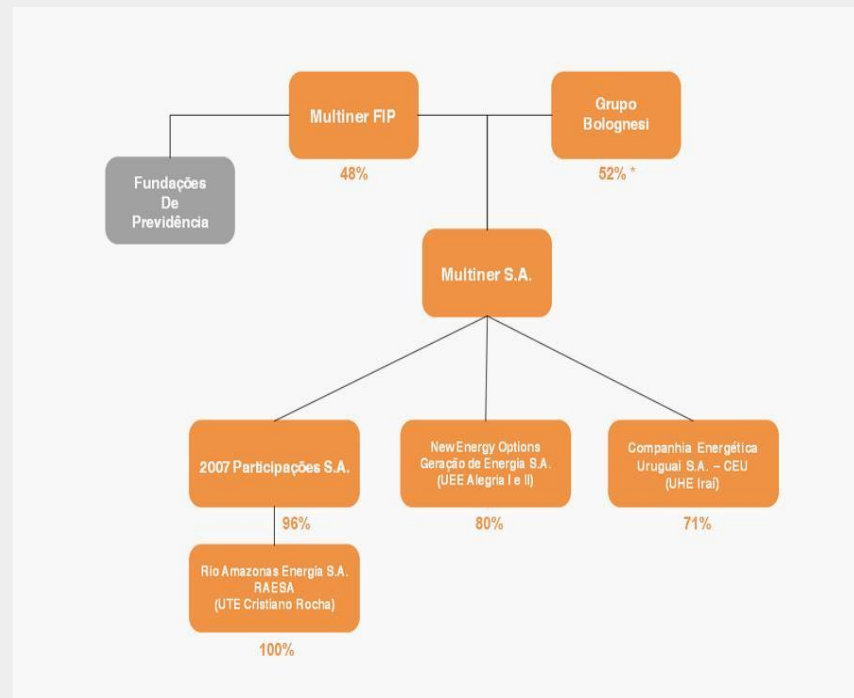 Multiner FIP
48%
Grupo
Bolognesi
52% *
Fundações
De
Previdência
Multiner S.A.
2007 Participações S.A.
96%
New Energy Options
Geração de Energia S.A.
(UEE Alegria I e II)
80%
Companhia Energética
Uruguai S.A. – CEU
(UHE Iraí)
71%
Rio Amazonas Energia S.A.
RAESA
(UTE Cristiano Rocha)
100%